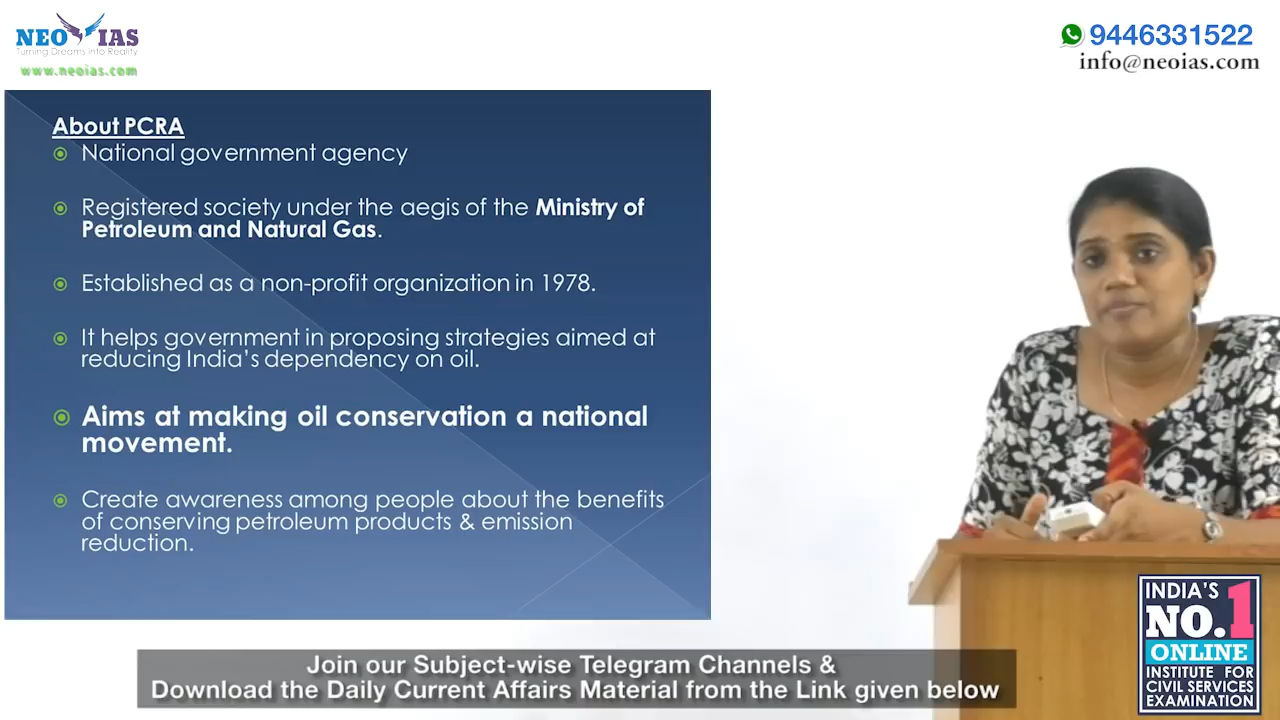 NEO IAS
Turning Dreams into Reality
www.neoias.com
9446331522
info@neoias.com
About PCRA
National government agency
Registered society under the aegis of the Ministry of
Petroleum and Natural Gas.
Established as a non-profit organization in 1978.
It helps government in proposing strategies aimed at
reducing India's dependency on oil.
Aims at making oil conservation a national
movement.
Create awareness among people about the benefits
of conserving petroleum products & emission
reduction.
INDIA'S
NO.1
ONLINE
INSTITUTE FOR
CIVIL SERVICES
EXAMINATION
Join our Subject-wise Telegram Channels &
Download the Daily Current Affairs Material from the Link given below